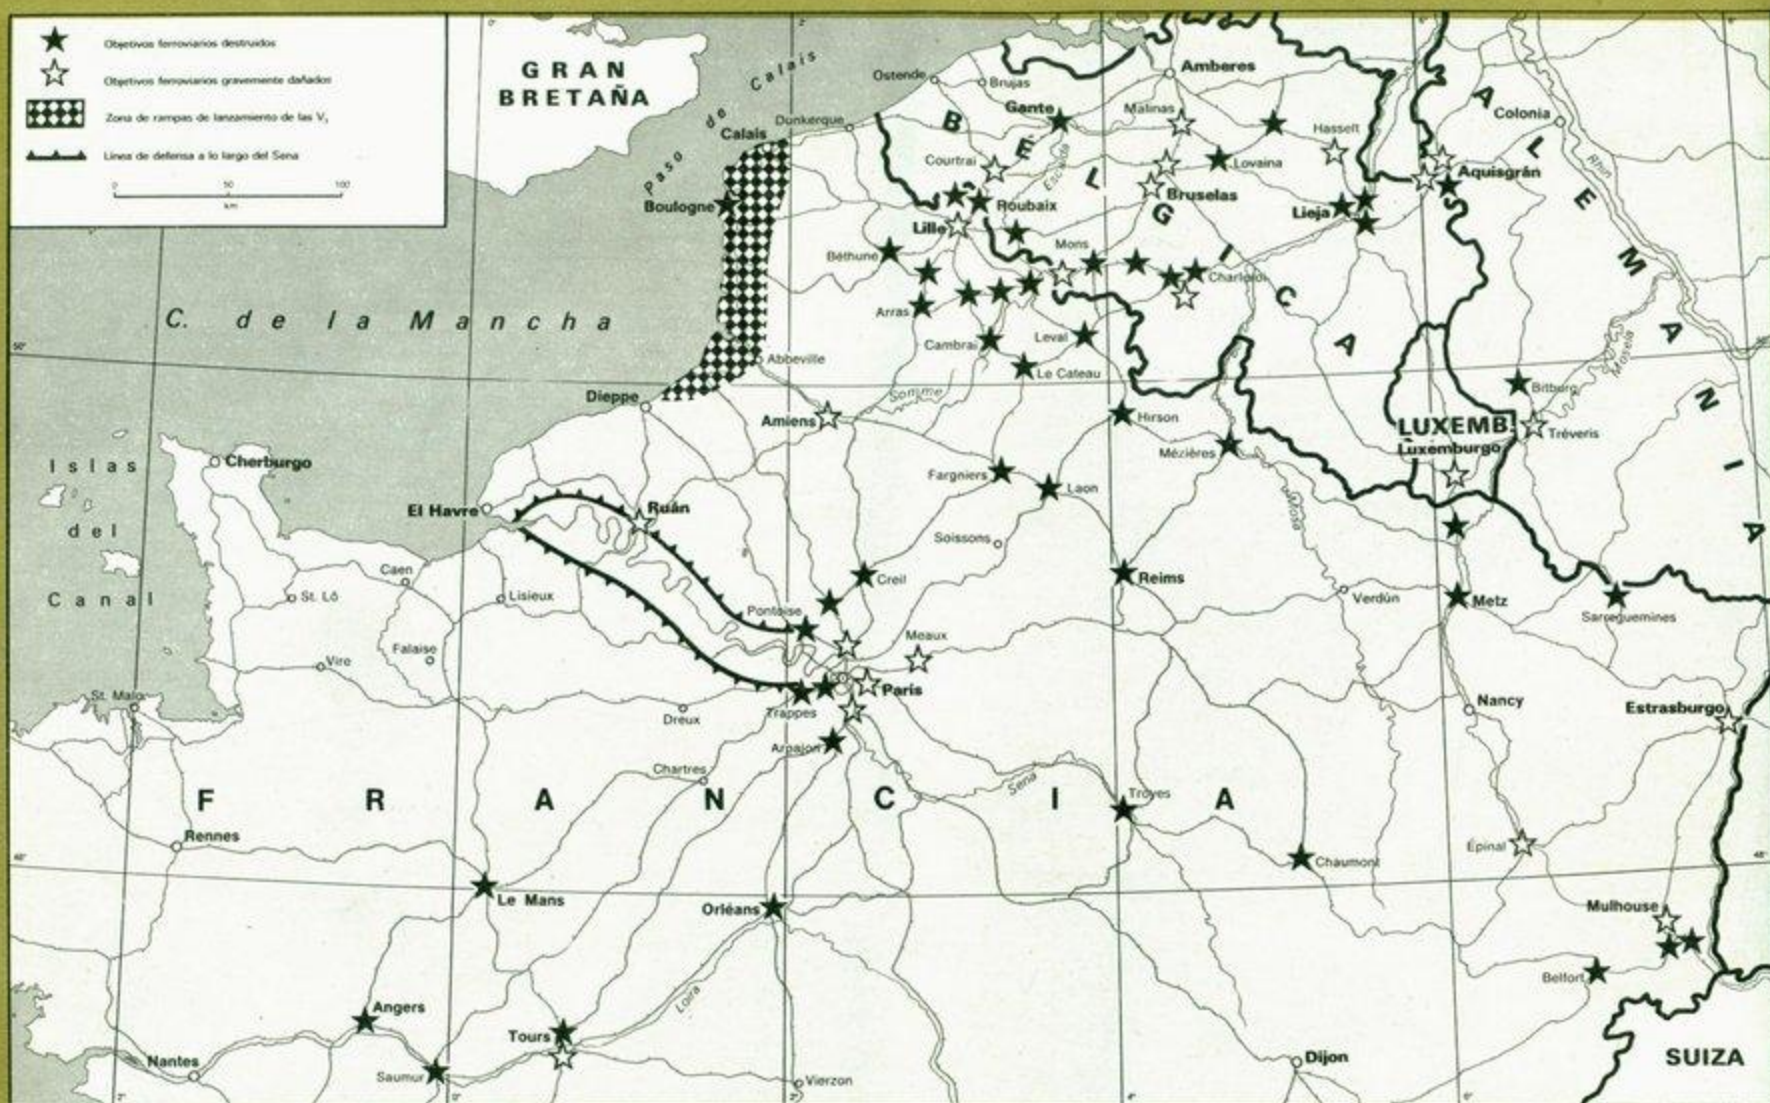 Objetivos ferroviarios destruidos
Objetivos ferroviarios gravemente dañados
Zona de rampas de lanzamiento de las V₁
Línea de defensa a lo largo del Sena
0 50 100
km
GRAN
BRETAÑA
Paso de Calais
Calais
Dunkerque
Ostende
Brujas
Gante
Amberes
Malinas
Hasselt
Colonia
ALEMANIA
Rhin
BELGICA
Escalda
Courtrai
Lovaina
Bruselas
Aquisgrán
Boulogne
Roubaix
Lieja
Lille
Béthune
Mons
Charleroi
C. de la Mancha
Arras
Cambrai
Leval
Le Cateau
Abbeville
Somme
Mosela
Bitburg
Dieppe
Amiens
Hirson
LUXEMB.
Luxemburgo
Tréveris
Mézières
Islas
del
Canal
Cherburgo
El Havre
Ruán
Fargniers
Laon
Mosa
Soissons
Caen
St. Lô
Lisieux
Creil
Reims
Verdún
Metz
Sarreguemines
Pontoise
Meaux
Falaise
Vire
St. Malo
Dreux
Trappes
París
Arpajon
Nancy
Estrasburgo
Chartres
Sena
Troyes
FRANCIA
Rennes
Chaumont
Épinal
Le Mans
Orléans
Mulhouse
Belfort
Loira
Angers
Tours
Nantes
Saumur
Vierzon
Dijon
SUIZA